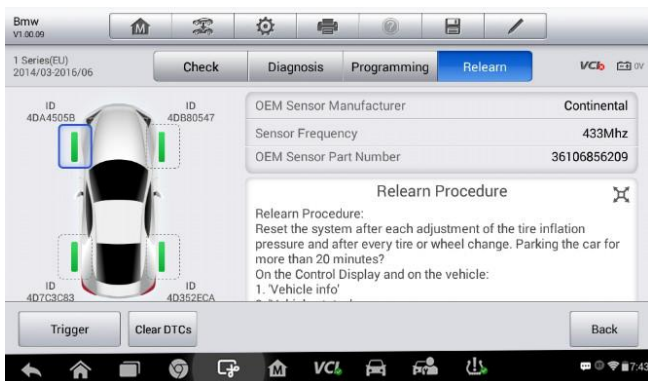 Bmw
V1.00.09
1 Series(EU)
2014/03-2016/06
Check
Diagnosis
Programming
Relearn
VCI
0V
ID
4DA4505B
ID
4DB80547
ID
4D7C3C83
ID
4D352ECA
OEM Sensor Manufacturer Continental
Sensor Frequency 433Mhz
OEM Sensor Part Number 36106856209
Relearn Procedure
Relearn Procedure:
Reset the system after each adjustment of the tire inflation
pressure and after every tire or wheel change. Parking the car for
more than 20 minutes?
On the Control Display and on the vehicle:
1. 'Vehicle info'
Trigger
Clear DTCs
Back
VCI
7:43